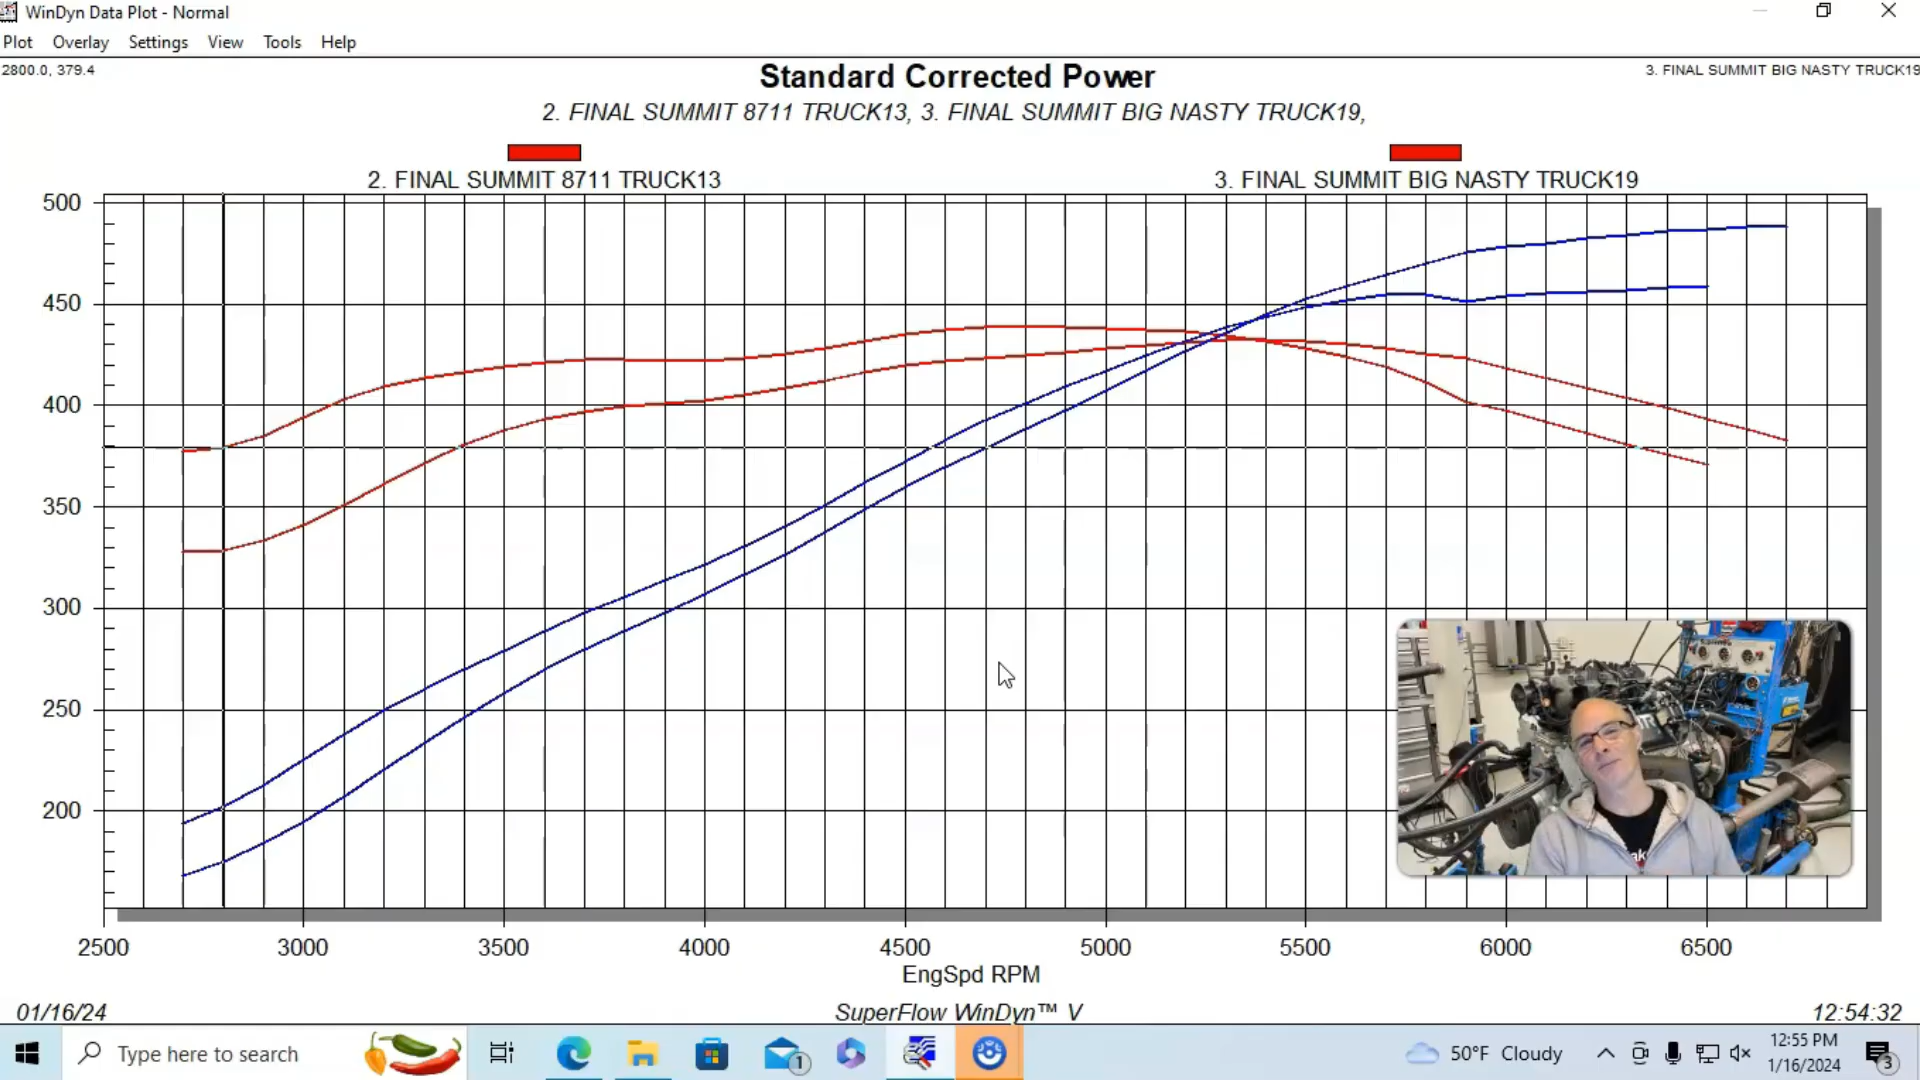 WinDyn Data Plot - Normal
Plot Overlay Settings View Tools Help
2800.0, 379.4
3. FINAL SUMMIT BIG NASTY TRUCK19
Standard Corrected Power
2. FINAL SUMMIT 8711 TRUCK13, 3. FINAL SUMMIT BIG NASTY TRUCK19,
2. FINAL SUMMIT 8711 TRUCK13
3. FINAL SUMMIT BIG NASTY TRUCK19
500
450
400
350
300
250
200
2500 3000 3500 4000 4500 5000 5500 6000 6500
EngSpd RPM
01/16/24
SuperFlow WinDyn™ V
12:54:32
Type here to search
1
50°F Cloudy
12:55 PM
1/16/2024
3